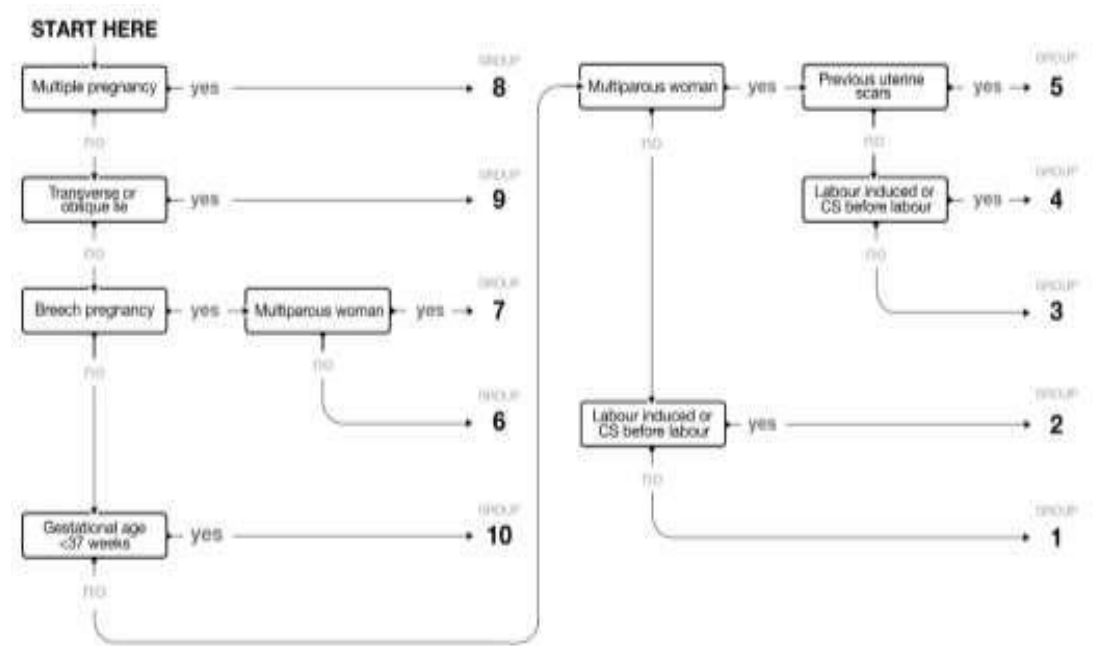 START HERE
GROUP
Multiple pregnancy
yes
8
no
GROUP
Transverse or
oblique lie
yes
9
no
GROUP
Breech pregnancy
yes
Multiparous woman
yes
7
no
no
GROUP
6
GROUP
Gestational age
<37 weeks
yes
10
no
GROUP
Multiparous woman
yes
Previous uterine
scars
yes
5
no
no
GROUP
Labour induced or
CS before labour
yes
4
no
GROUP
3
GROUP
Labour induced or
CS before labour
yes
2
no
GROUP
1